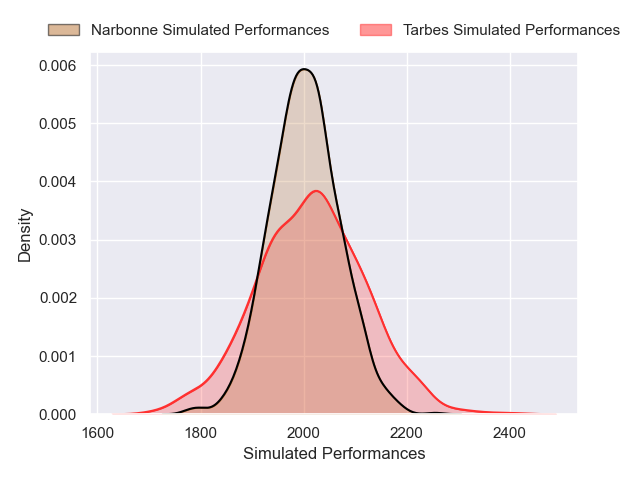 Narbonne Simulated Performances
Tarbes Simulated Performances
0.006
0.005
0.004
0.003
0.002
0.001
0.000
Density
1600 1800 2000 2200 2400
Simulated Performances